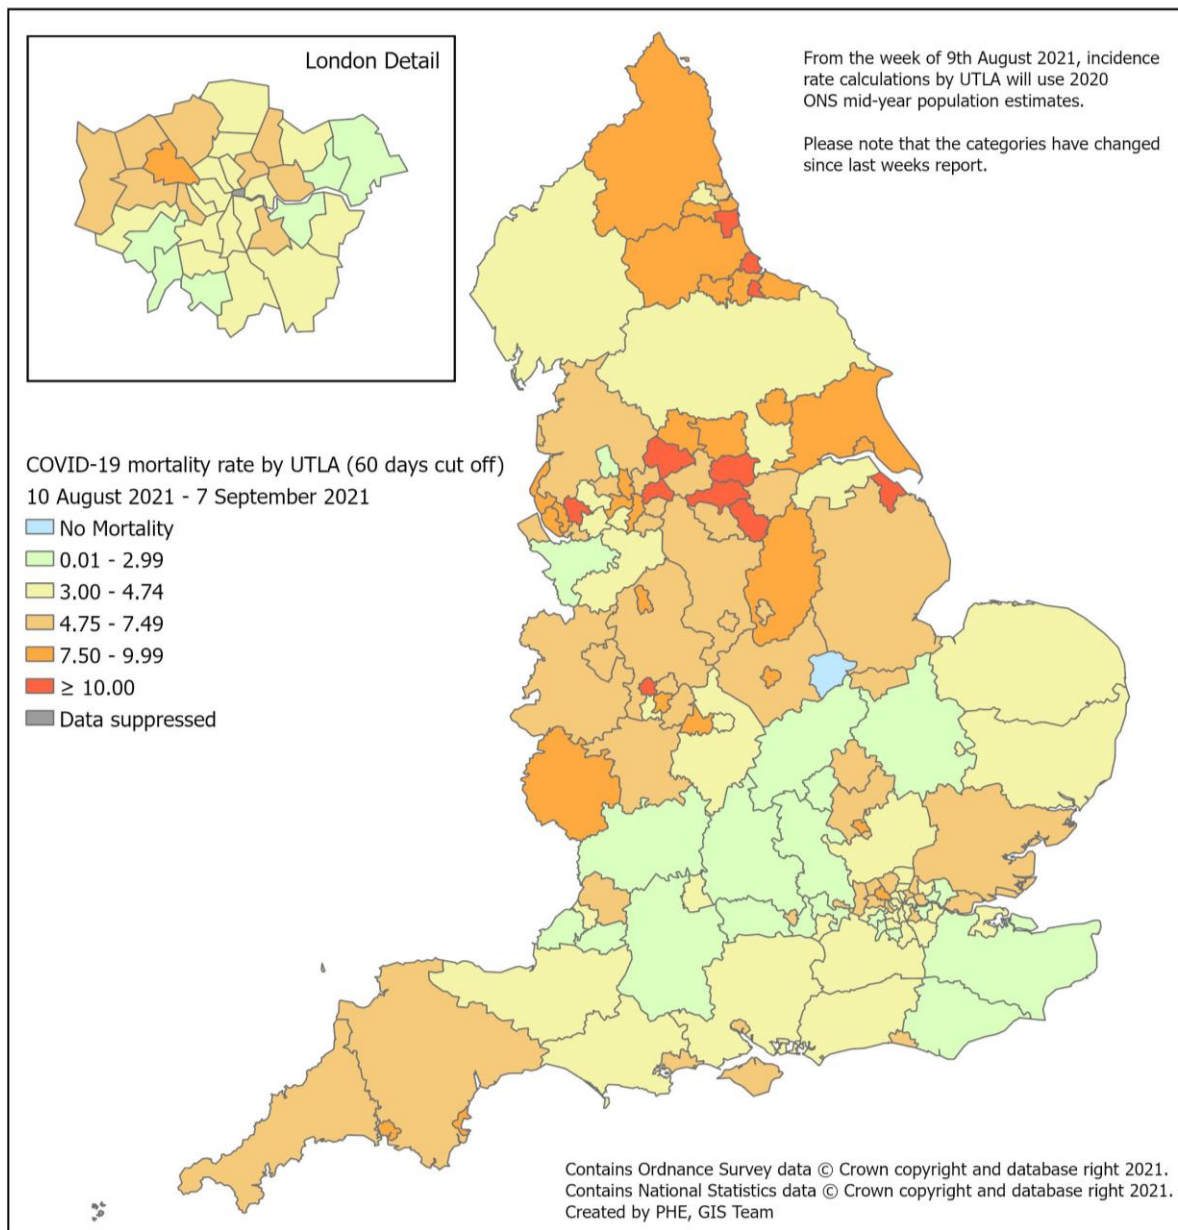 London Detail
From the week of 9th August 2021, incidence
rate calculations by UTLA will use 2020
ONS mid-year population estimates.
Please note that the categories have changed
since last weeks report.
COVID-19 mortality rate by UTLA (60 days cut off)
10 August 2021 - 7 September 2021
No Mortality
0.01 - 2.99
3.00 - 4.74
4.75 - 7.49
7.50 - 9.99
≥ 10.00
Data suppressed
Contains Ordnance Survey data © Crown copyright and database right 2021.
Contains National Statistics data © Crown copyright and database right 2021.
Created by PHE, GIS Team